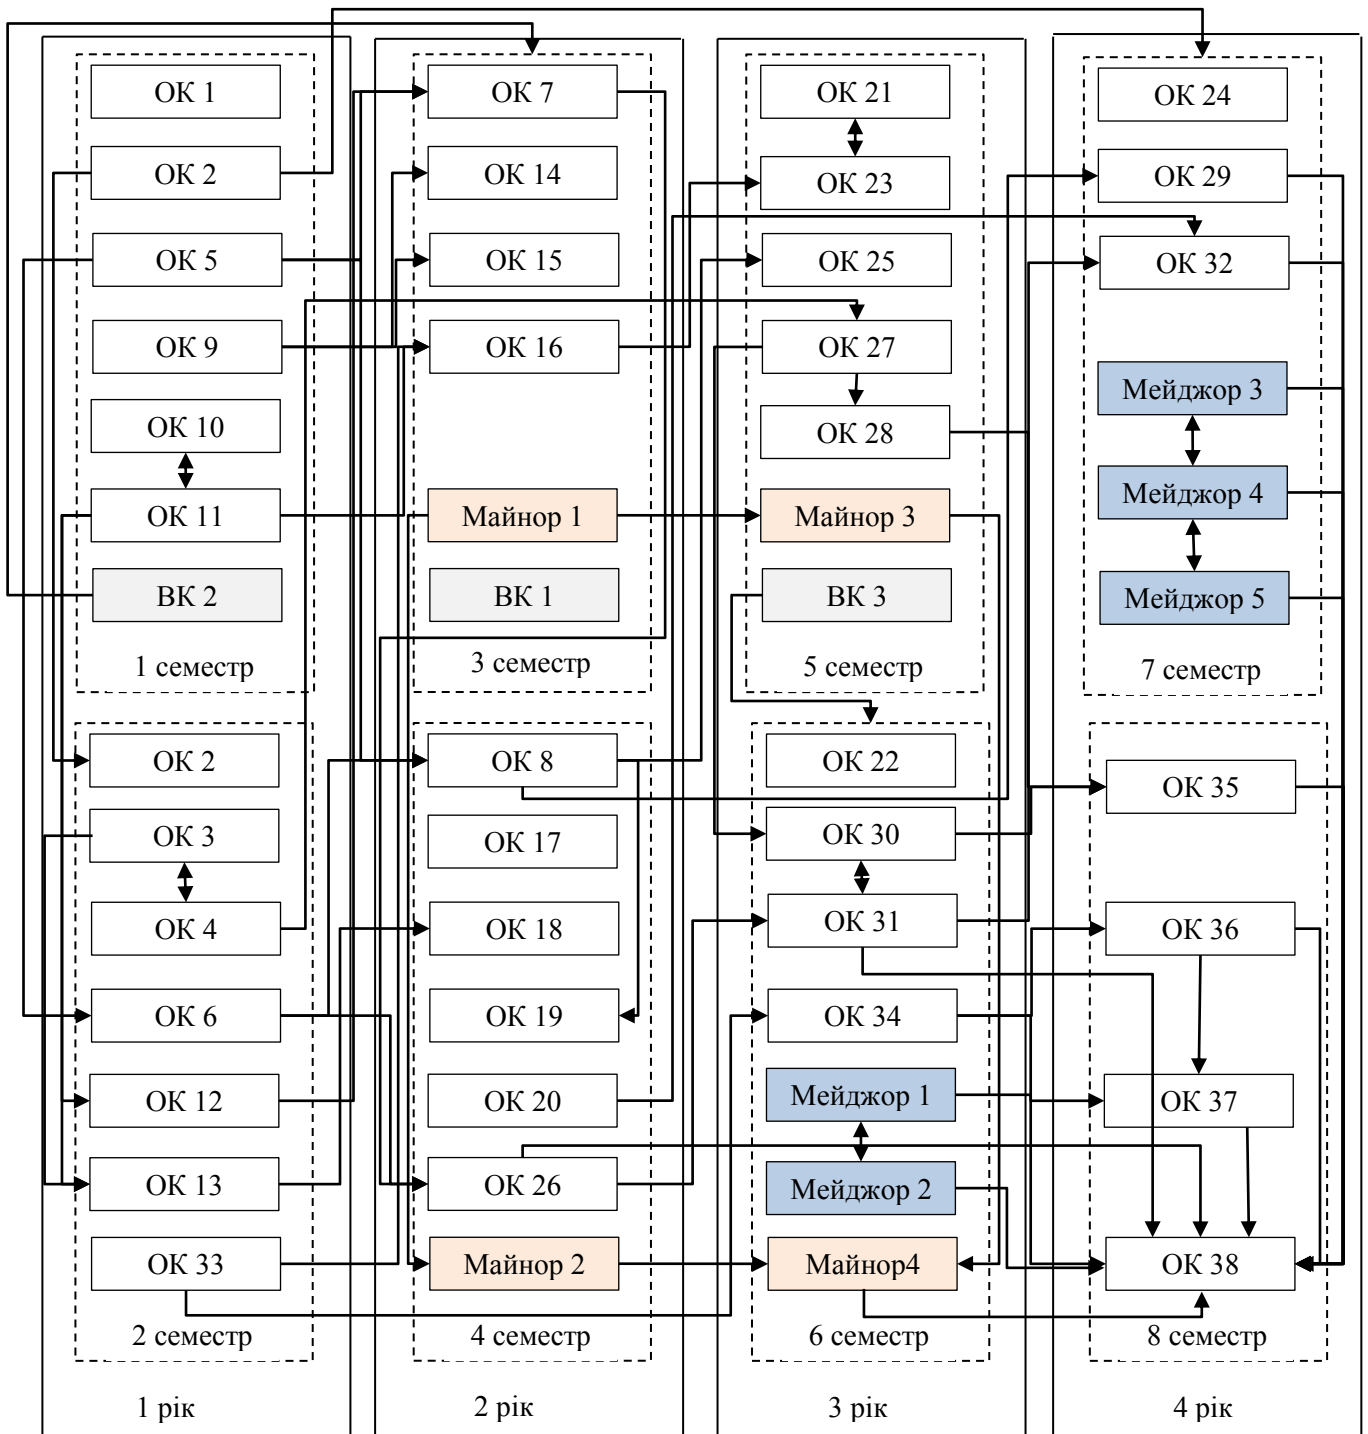 ОК 1
ОК 2
ОК 5
ОК 9
ОК 10
ОК 11
ВК 2
1 семестр
ОК 2
ОК 3
ОК 4
ОК 6
ОК 12
ОК 13
ОК 33
2 семестр
1 рік
ОК 7
ОК 14
ОК 15
ОК 16
Майнор 1
ВК 1
3 семестр
ОК 8
ОК 17
ОК 18
ОК 19
ОК 20
ОК 26
Майнор 2
4 семестр
2 рік
ОК 21
ОК 23
ОК 25
ОК 27
ОК 28
Майнор 3
ВК 3
5 семестр
ОК 22
ОК 30
ОК 31
ОК 34
Мейджор 1
Мейджор 2
Майнор4
6 семестр
3 рік
ОК 24
ОК 29
ОК 32
Мейджор 3
Мейджор 4
Мейджор 5
7 семестр
ОК 35
ОК 36
ОК 37
ОК 38
8 семестр
4 рік